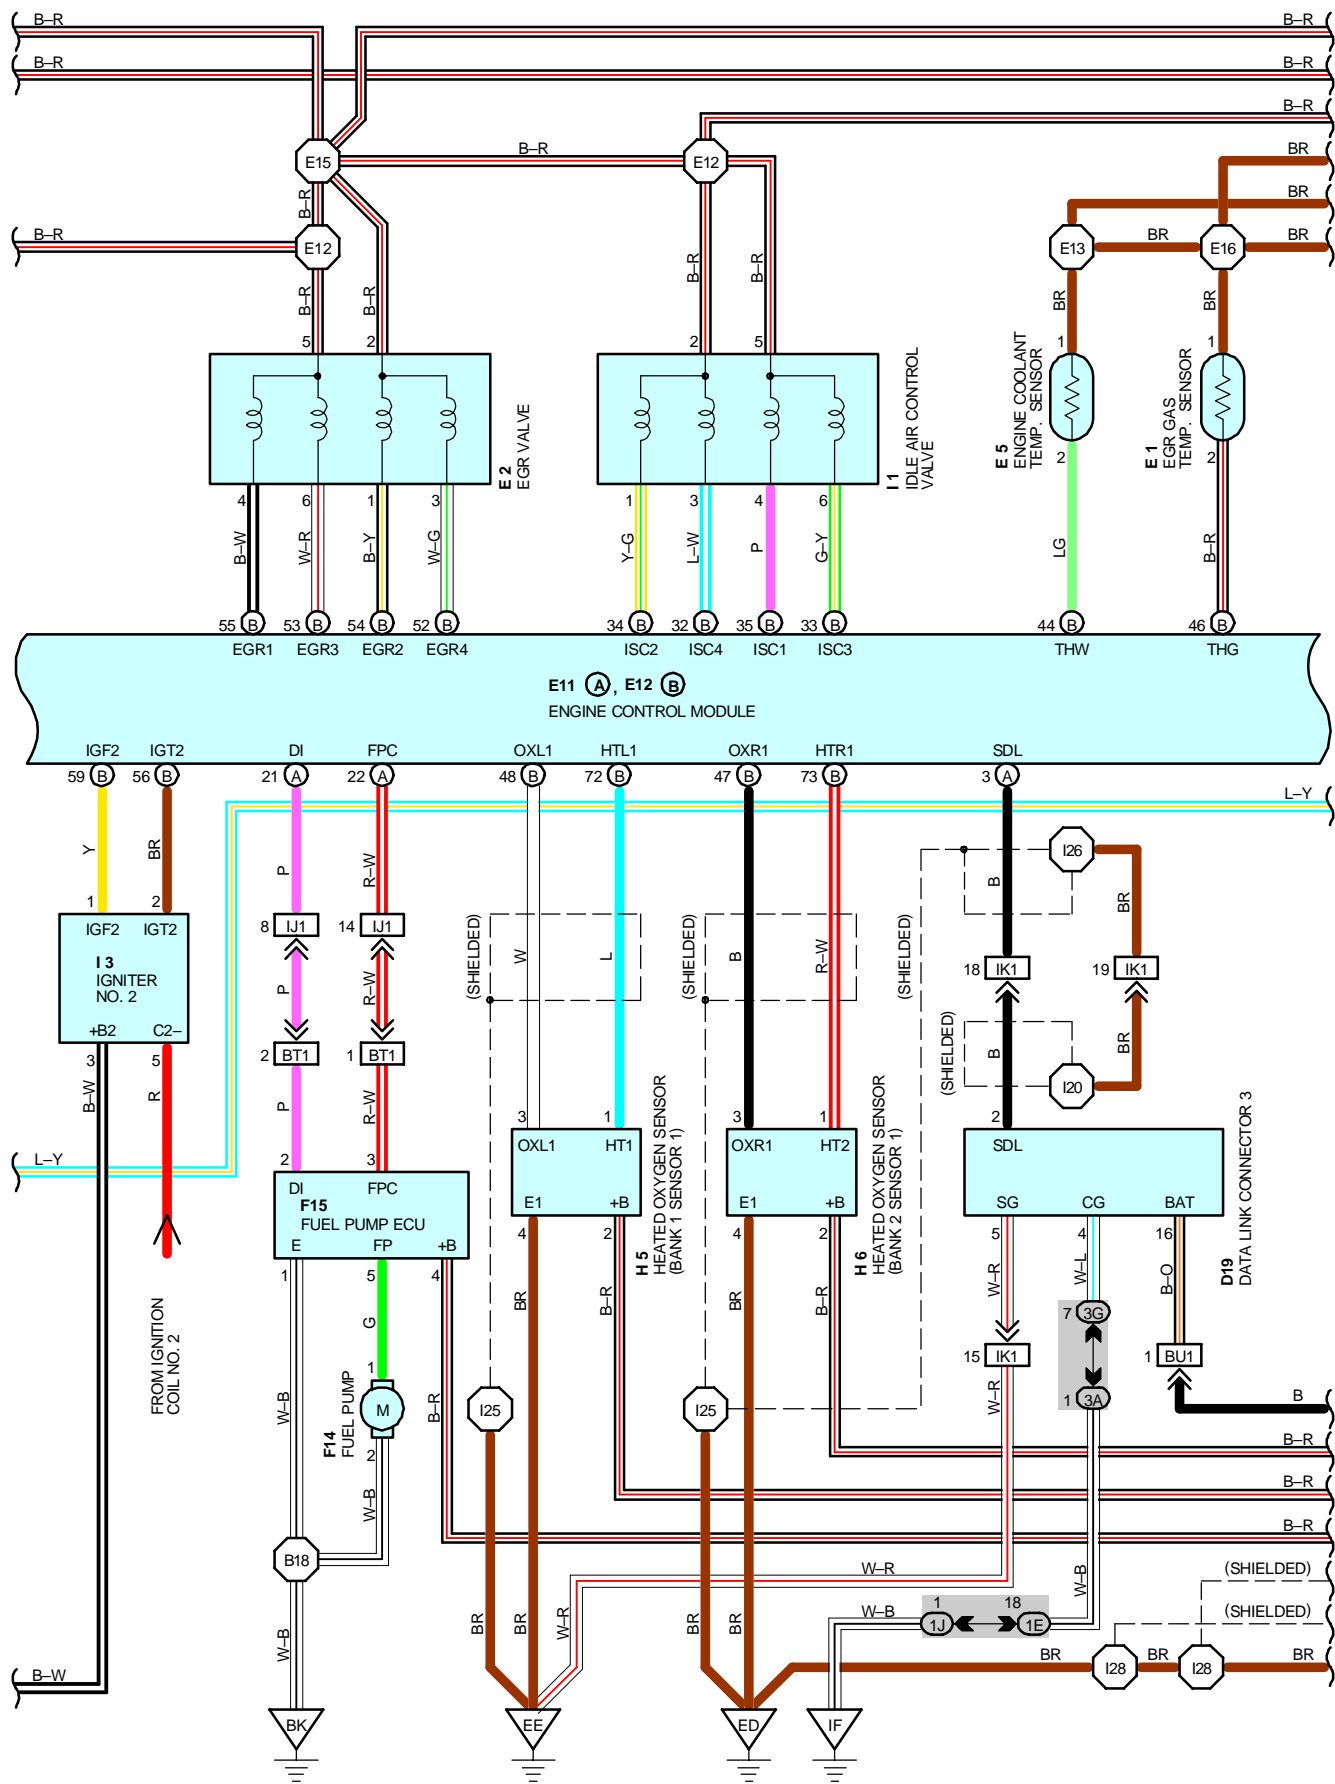 B–R
B–R
B–R
B–R
B–R
E15
B–R
E12
BR
BR
B–R
B–R
E12
E13
BR
E16
BR
B–R
B–R
B–R
B–R
BR
BR
5
2
2
5
1
1
E 2
EGR VALVE
I 1
IDLE AIR CONTROL
VALVE
E 5
ENGINE COOLANT
TEMP. SENSOR
E 1
EGR GAS
TEMP. SENSOR
4
6
1
3
1
3
4
6
2
2
B–W
W–R
B–Y
W–G
Y–G
L–W
P
G–Y
LG
B–R
55 B
53 B
54 B
52 B
34 B
32 B
35 B
33 B
44 B
46 B
EGR1
EGR3
EGR2
EGR4
ISC2
ISC4
ISC1
ISC3
THW
THG
E11 A , E12 B
ENGINE CONTROL MODULE
IGF2
IGT2
DI
FPC
OXL1
HTL1
OXR1
HTR1
SDL
59 B
56 B
21 A
22 A
48 B
72 B
47 B
73 B
3 A
L–Y
Y
BR
P
R–W
B
I26
BR
1
2
8 IJ1
14 IJ1
(SHIELDED)
W
L
(SHIELDED)
B
R–W
(SHIELDED)
18 IK1
19 IK1
IGF2
IGT2
I 3
IGNITER
NO. 2
+B2
C2–
P
R–W
(SHIELDED)
B
BR
I20
3
5
2 BT1
1 BT1
B–W
R
P
R–W
3
1
3
1
2
OXL1
HT1
OXR1
HT2
SDL
E1
+B
E1
+B
SG
CG
BAT
H 5
HEATED OXYGEN SENSOR
(BANK 1 SENSOR 1)
H 6
HEATED OXYGEN SENSOR
(BANK 2 SENSOR 1)
D19
DATA LINK CONNECTOR 3
L–Y
2
3
DI
FPC
F15
FUEL PUMP ECU
E
FP
+B
1
5
4
4
2
4
2
5
4
16
FROM IGNITION
COIL NO. 2
G
BR
B–R
BR
B–R
W–R
W–L
B–O
7 3G
15 IK1
1 BU1
1
M
F14
FUEL PUMP
2
W–B
B–R
I25
I25
W–R
1 3A
B
B–R
B–R
B–R
W–B
B18
W–B
BR
BR
W–R
BR
BR
W–R
W–B
W–B
1
1J
18
1E
(SHIELDED)
(SHIELDED)
B–W
BR
I28
BR
I28
BR
BK
EE
ED
IF